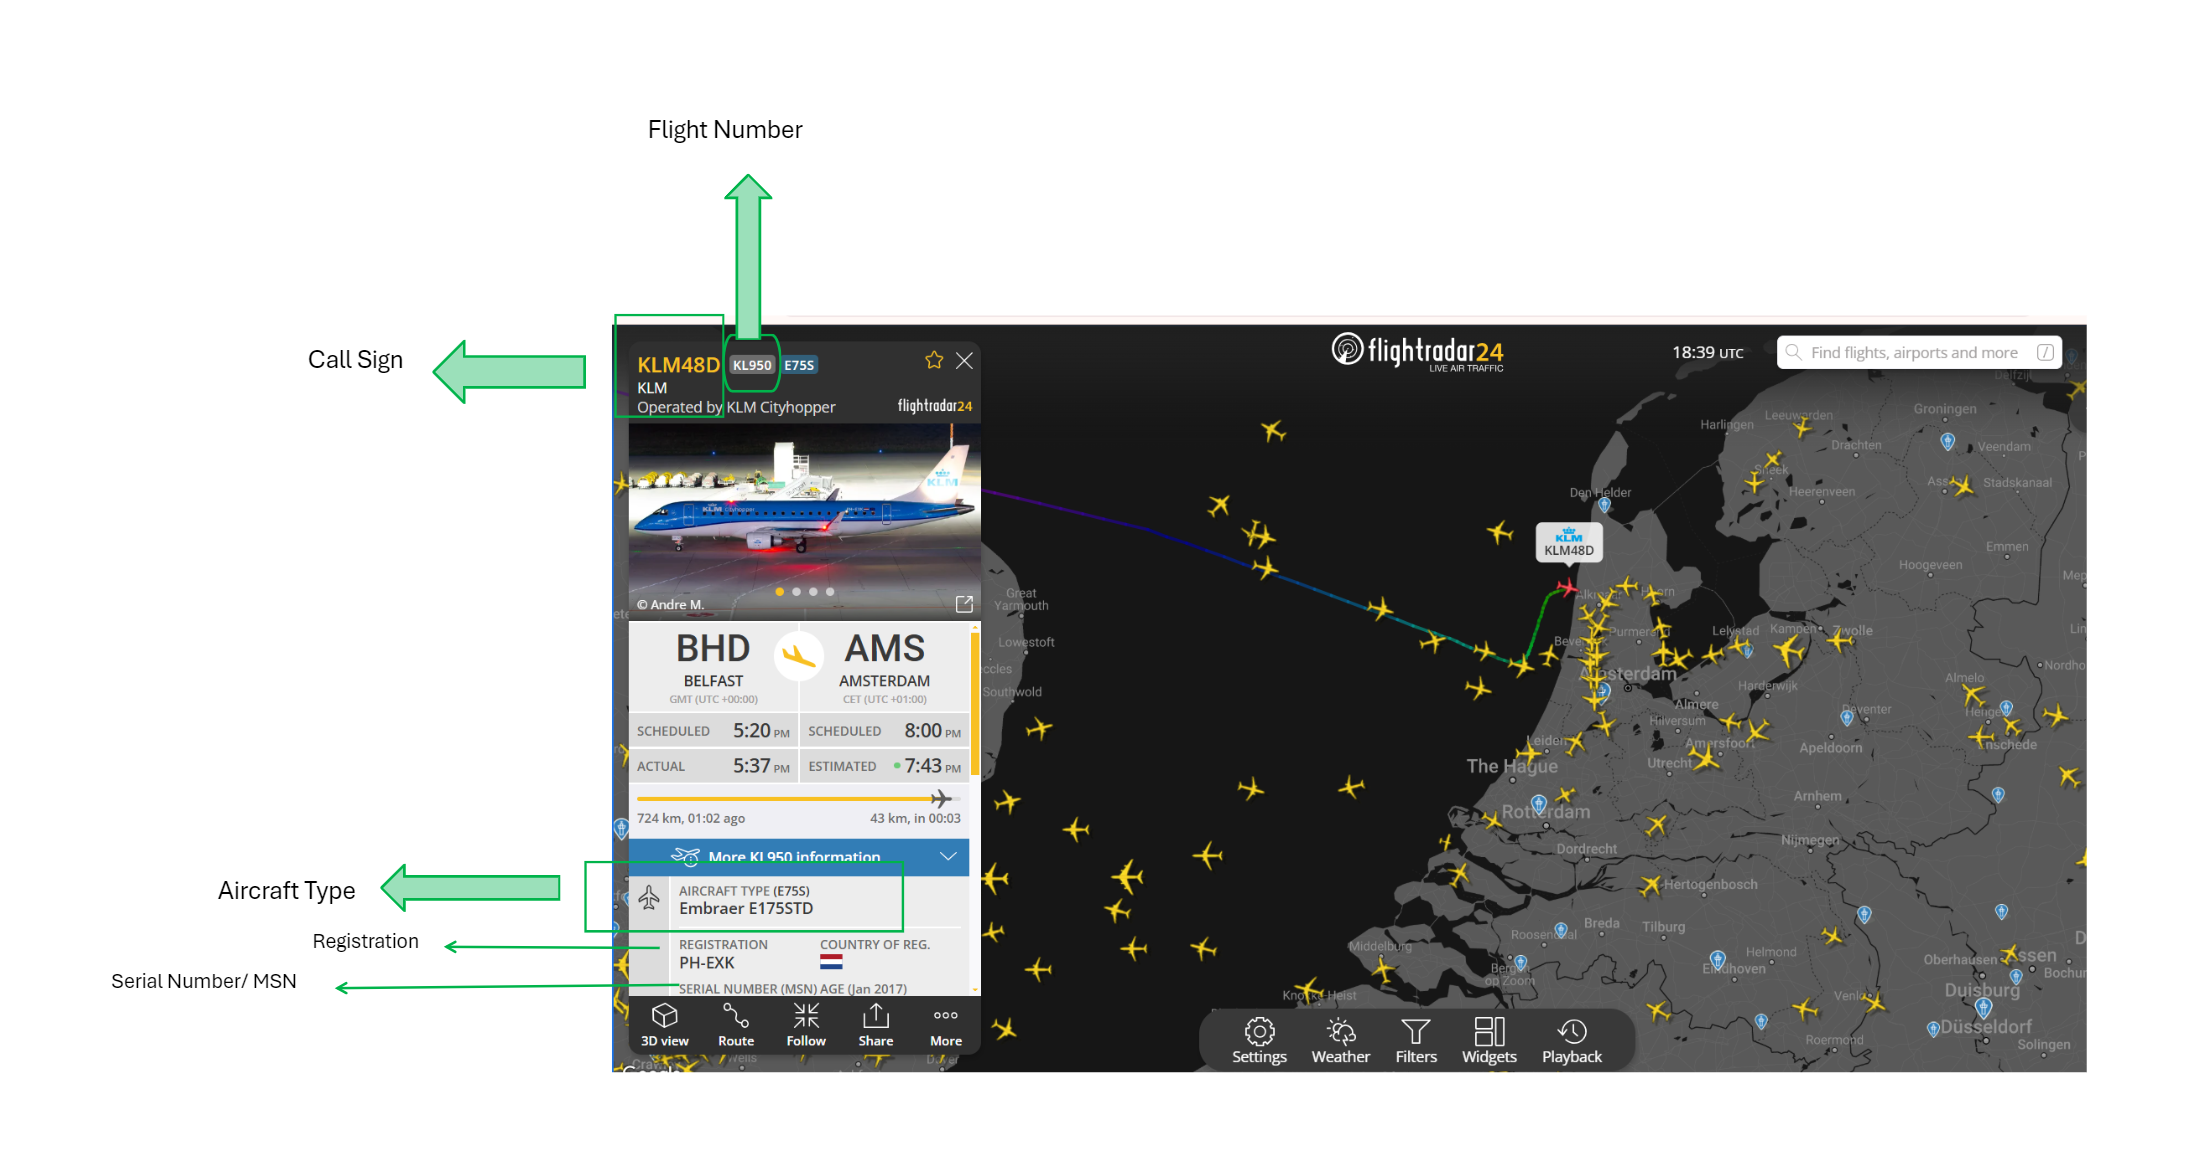 Flight Number
Call Sign
KLM48D KL950 E75S
KLM
Operated by KLM Cityhopper
flightradar24
KLM
KLM Cityhopper
© Andre M.
BHD AMS
BELFAST AMSTERDAM
GMT (UTC +00:00) CET (UTC +01:00)
SCHEDULED 5:20 PM SCHEDULED 8:00 PM
ACTUAL 5:37 PM ESTIMATED 7:43 PM
724 km, 01:02 ago 43 km, in 00:03
More KL950 information
Aircraft Type
AIRCRAFT TYPE (E75S)
Embraer E175STD
Registration
REGISTRATION COUNTRY OF REG.
PH-EXK
Serial Number/ MSN
SERIAL NUMBER (MSN) AGE (Jan 2017)
3D view Route Follow Share More
flightradar24
LIVE AIR TRAFFIC
18:39 UTC
Find flights, airports and more /
Delfzijl
Groningen
Leeuwarden
Harlingen
Drachten
Veendam
Sneek
Heerenveen
Stadskanaal
Den Helder
KLM
KLM48D
Emmen
Hoogeveen
Great
Yarmouth
Lowestoft
Southwold
Purmerend
Lelystad
Kampen
Zwolle
Amsterdam
Harderwijk
Almelo
Almere
Hilversum
Deventer
Leiden
Amersfoort
Apeldoorn
Enschede
The Hague
Utrecht
Arnhem
Rotterdam
Nijmegen
Dordrecht
Hertogenbosch
Breda
Tilburg
Roosendaal
Middelburg
Helmond
Eindhoven
Oberhausen
Essen
Bergen
op Zoom
Knokke-Heist
Venlo
Duisburg
Düsseldorf
Roermond
Solingen
Settings Weather Filters Widgets Playback